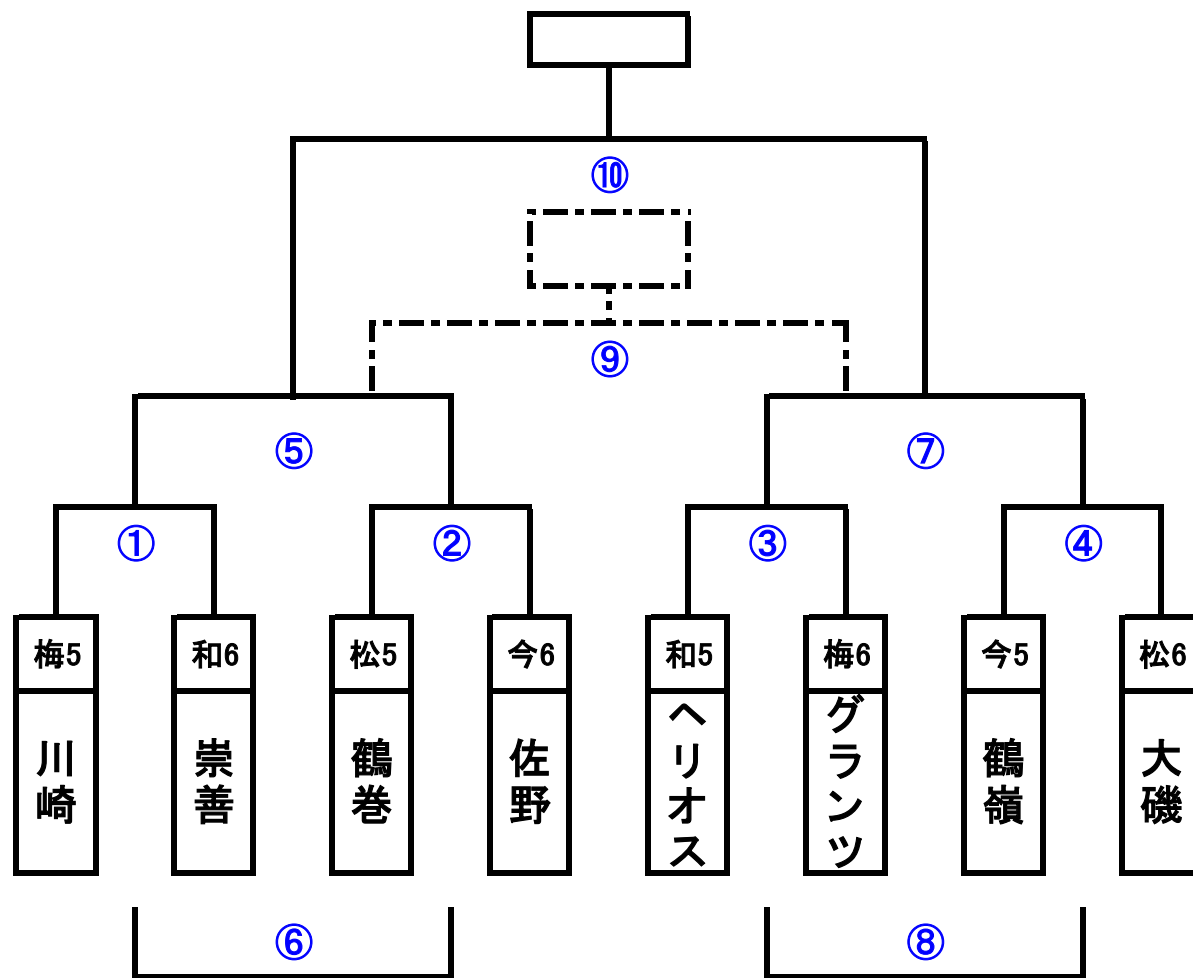 ⑩
⑨
⑤
⑦
①
②
③
④
梅5
和6
松5
今6
和5
梅6
今5
松6
川崎
崇善
鶴巻
佐野
ヘリオス
グランツ
鶴嶺
大磯
⑥
⑧